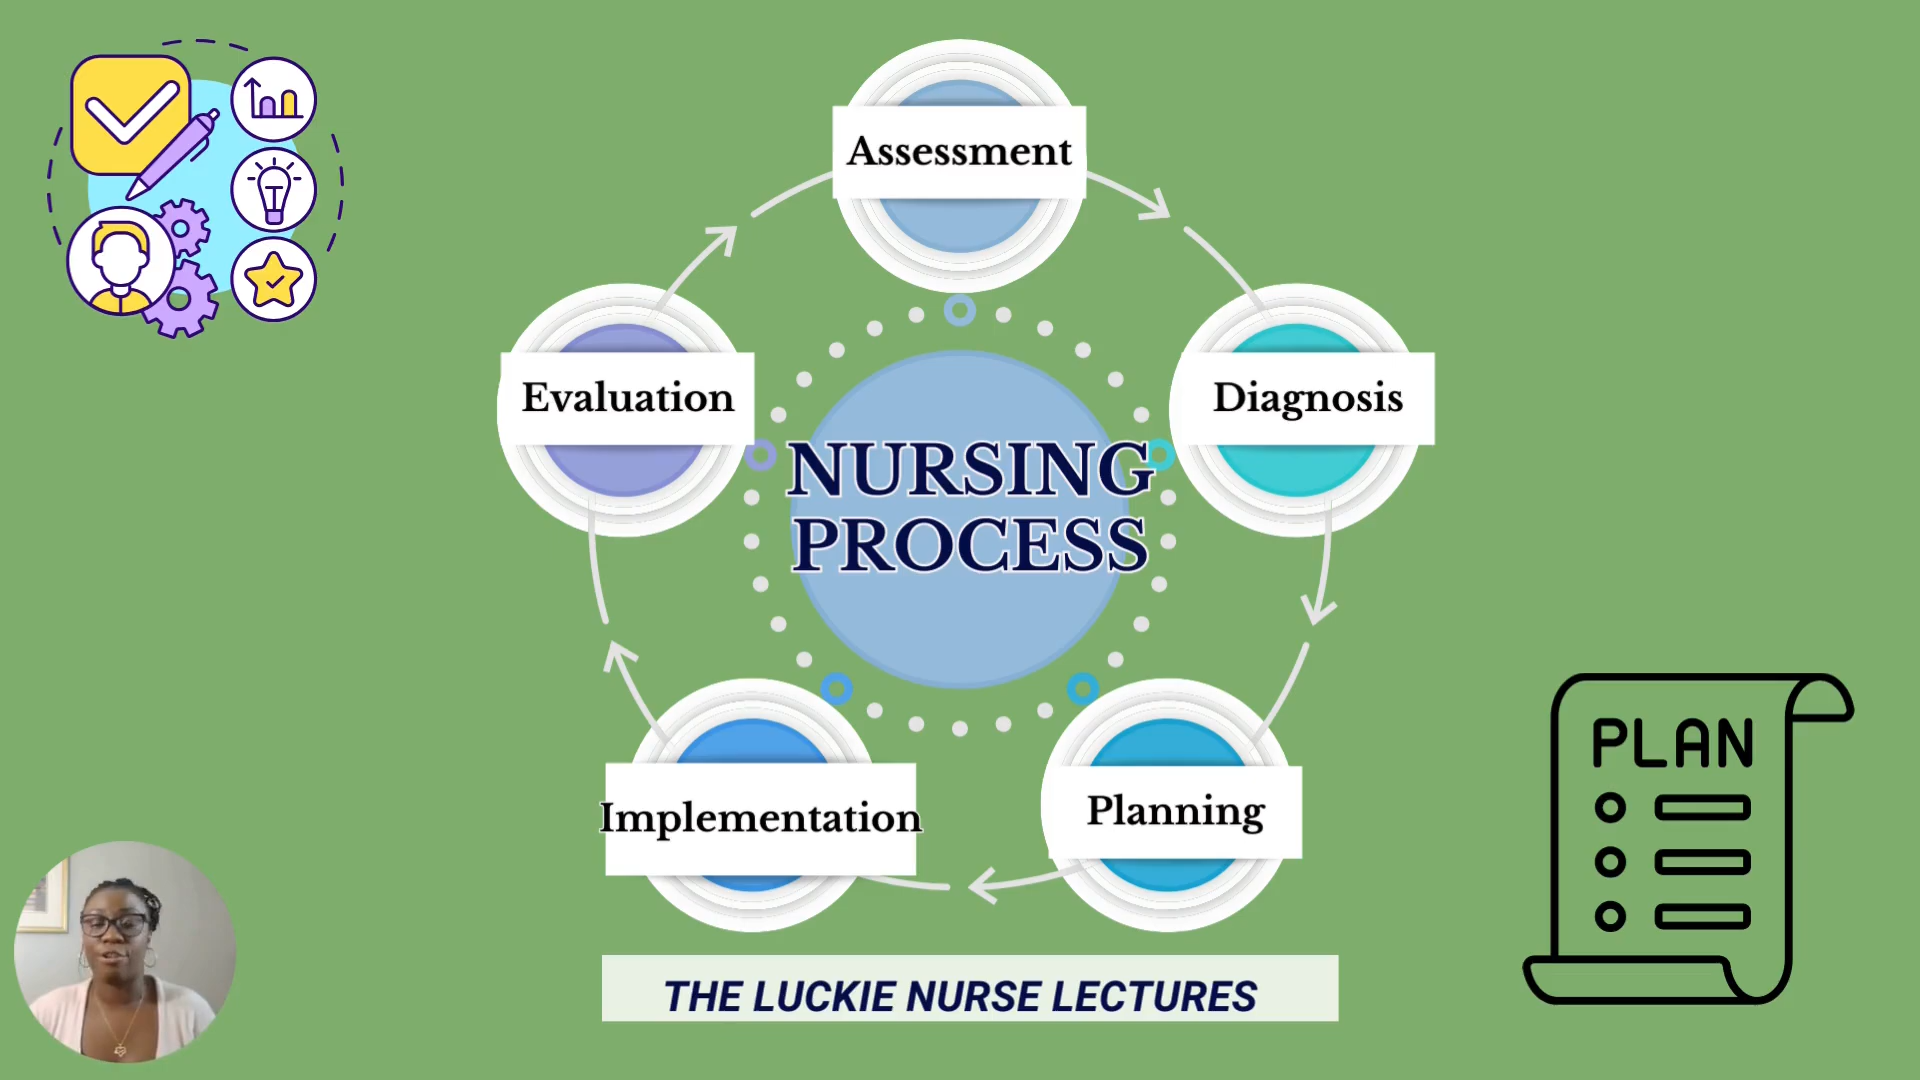 Assessment
Evaluation
Diagnosis
NURSING
PROCESS
Implementation
Planning
PLAN
THE LUCKIE NURSE LECTURES